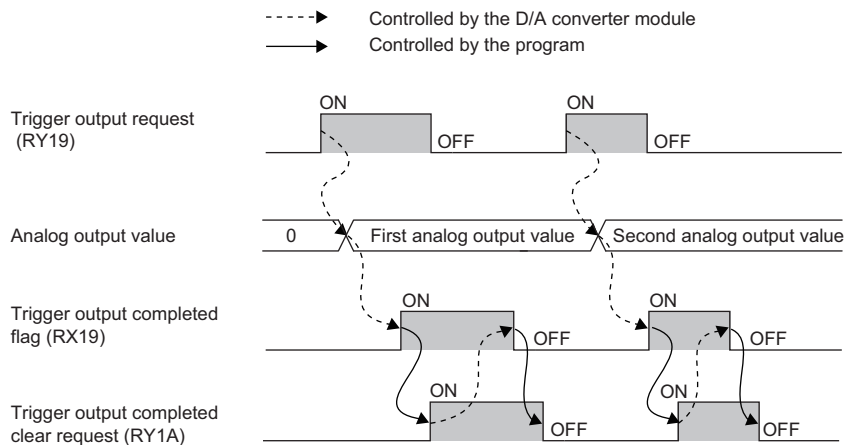 Controlled by the D/A converter module
Controlled by the program
ON
Trigger output request
(RY19)
OFF
ON
OFF
Analog output value
0
First analog output value
Second analog output value
Trigger output completed
flag (RX19)
ON
OFF
ON
OFF
Trigger output completed
clear request (RY1A)
ON
OFF
ON
OFF